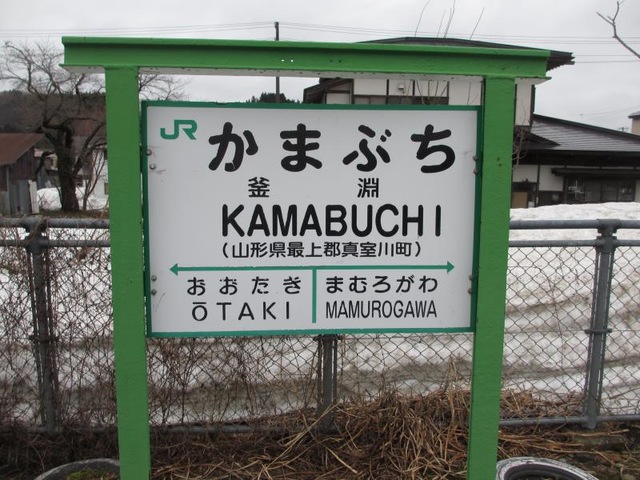 JR かまぶち
釜 淵
KAMABUCHI
(山形県最上郡真室川町)
おおたき まむろがわ
ŌTAKI MAMUROGAWA